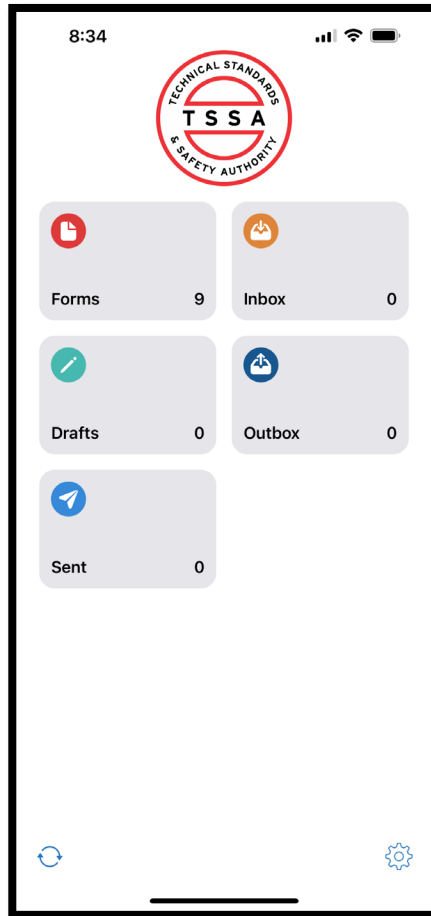 8:34
TECHNICAL STANDARDS
TSSA
& SAFETY AUTHORITY
Forms 9
Inbox 0
Drafts 0
Outbox 0
Sent 0